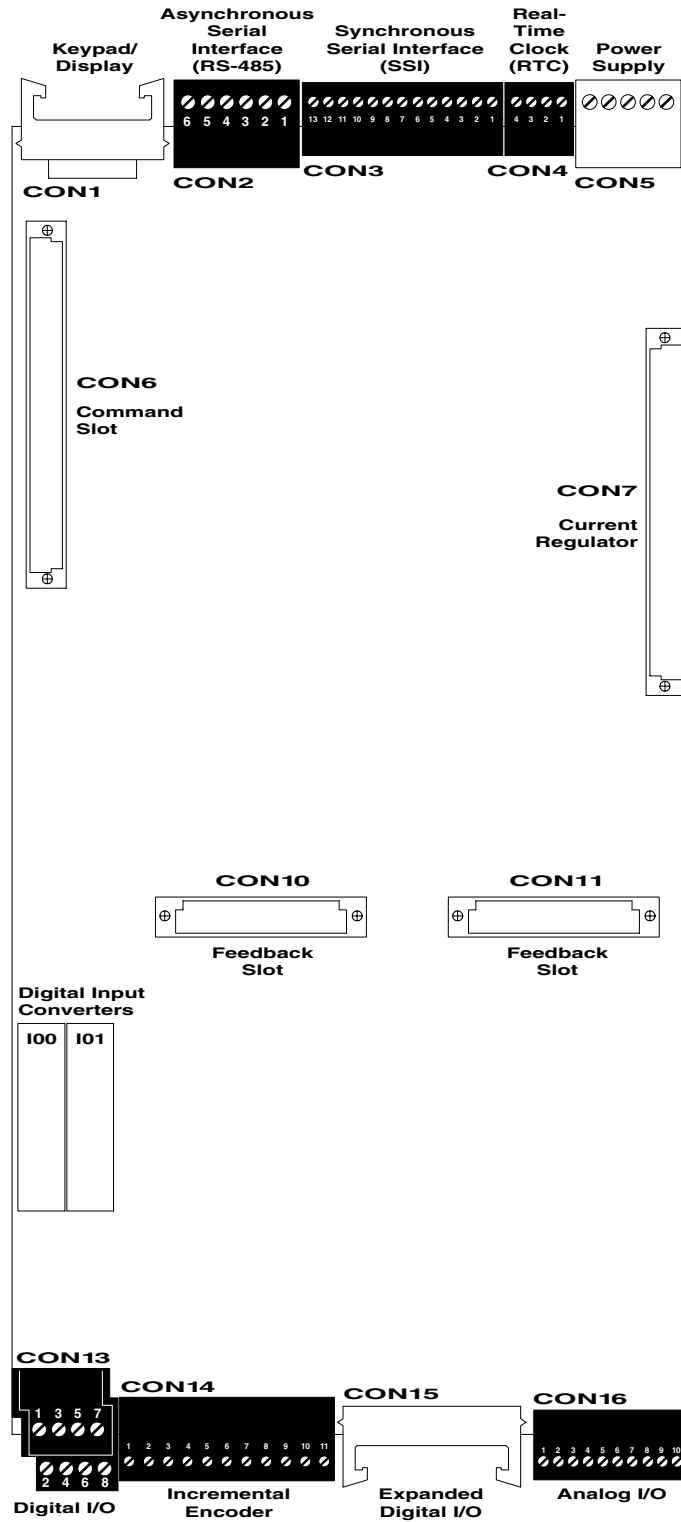 Keypad/
Display
Asynchronous
Serial
Interface
(RS-485)
Synchronous
Serial Interface
(SSI)
Real-
Time
Clock
(RTC)
Power
Supply
6 5 4 3 2 1
13 12 11 10 9 8 7 6 5 4 3 2 1
4 3 2 1
CON1
CON2
CON3
CON4
CON5
CON6
Command
Slot
CON7
Current
Regulator
CON10
Feedback
Slot
CON11
Feedback
Slot
Digital Input
Converters
I00 I01
CON13
1 3 5 7
2 4 6 8
Digital I/O
CON14
1 2 3 4 5 6 7 8 9 10 11
Incremental
Encoder
CON15
Expanded
Digital I/O
CON16
1 2 3 4 5 6 7 8 9 10
Analog I/O